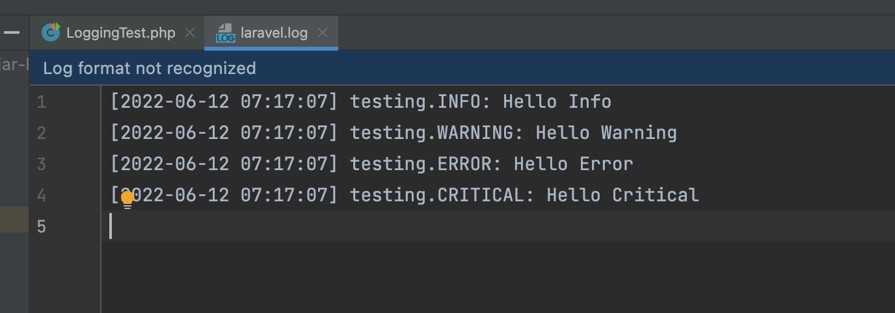 LoggingTest.php
laravel.log
jar-
Log format not recognized
1 [2022-06-12 07:17:07] testing.INFO: Hello Info
2 [2022-06-12 07:17:07] testing.WARNING: Hello Warning
3 [2022-06-12 07:17:07] testing.ERROR: Hello Error
4 [2022-06-12 07:17:07] testing.CRITICAL: Hello Critical
5